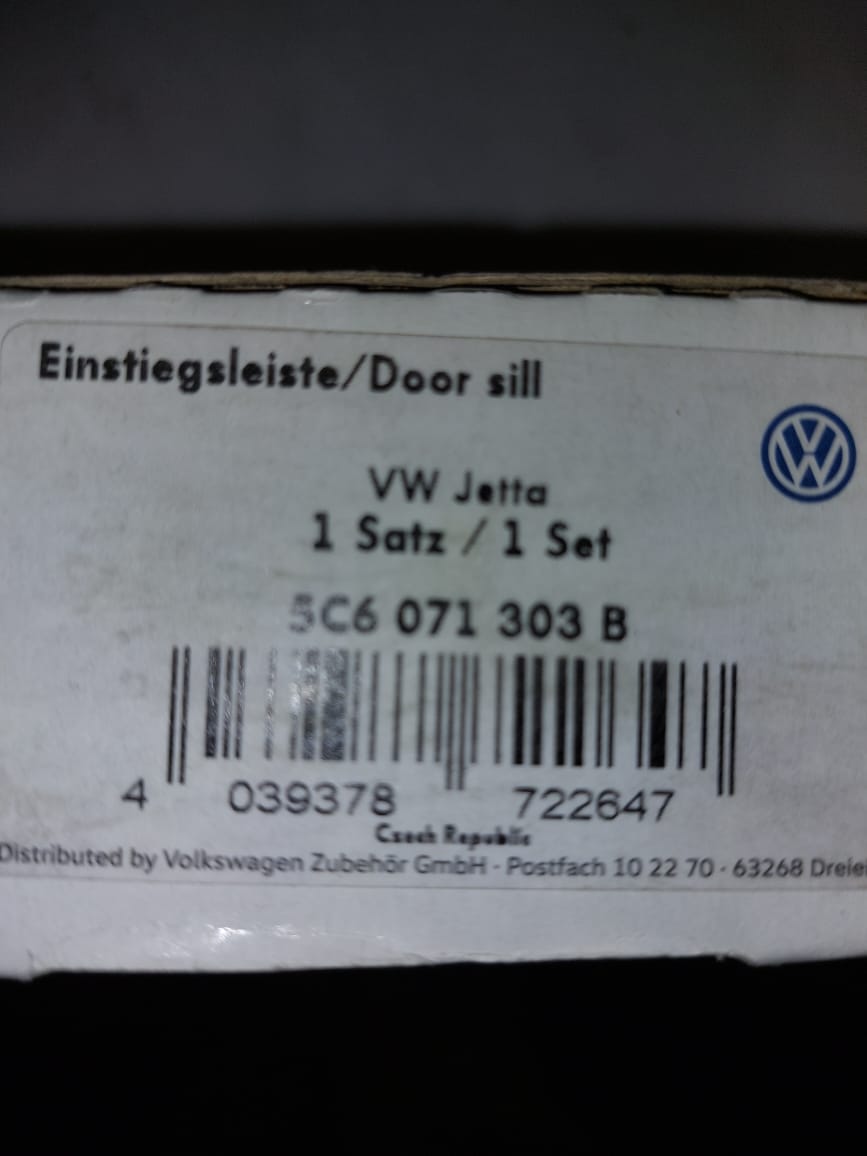 Einstiegsleiste/Door sill
VW Jetta
1 Satz / 1 Set
5C6 071 303 B
4 039378 722647
Czech Republic
Distributed by Volkswagen Zubehör GmbH - Postfach 10 22 70 · 63268 Dreiei